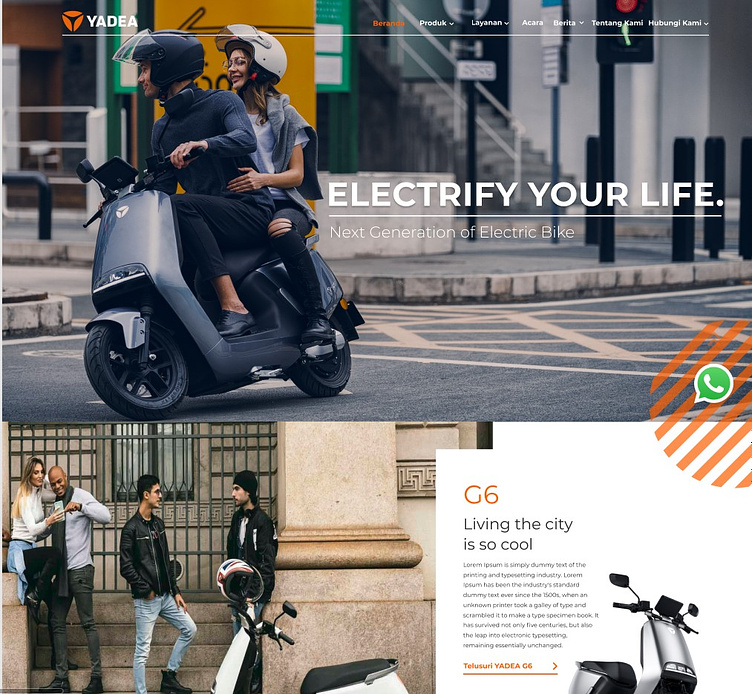 YADEA
Beranda Produk Layanan Acara Berita Tentang Kami Hubungi Kami
ELECTRIFY YOUR LIFE.
Next Generation of Electric Bike
G6
Living the city
is so cool
Lorem Ipsum is simply dummy text of the
printing and typesetting industry. Lorem
Ipsum has been the industry's standard
dummy text ever since the 1500s, when an
unknown printer took a galley of type and
scrambled it to make a type specimen book. It
has survived not only five centuries, but also
the leap into electronic typesetting,
remaining essentially unchanged.
Telusuri YADEA G6